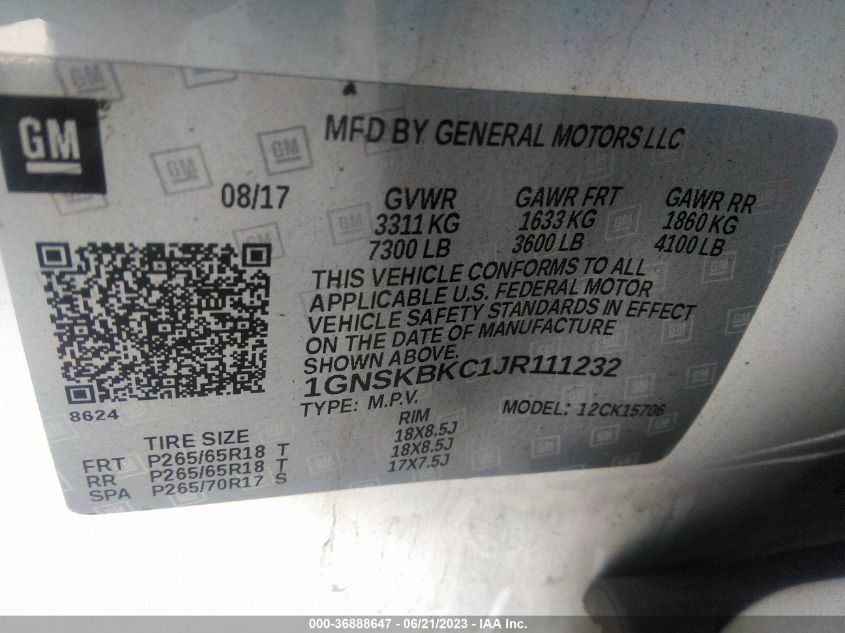 GM
MFD BY GENERAL MOTORS LLC
08/17 GVWR GAWR FRT GAWR RR
3311 KG 1633 KG 1860 KG
7300 LB 3600 LB 4100 LB
THIS VEHICLE CONFORMS TO ALL
APPLICABLE U.S. FEDERAL MOTOR
VEHICLE SAFETY STANDARDS IN EFFECT
ON THE DATE OF MANUFACTURE
SHOWN ABOVE.
1GNSKBKC1JR111232
8624
TYPE: M.P.V. MODEL: 12CK15706
TIRE SIZE RIM
FRT P265/65R18 T 18X8.5J
RR P265/65R18 T 18X8.5J
SPA P265/70R17 S 17X7.5J
000-36888647 - 06/21/2023 - IAA Inc.